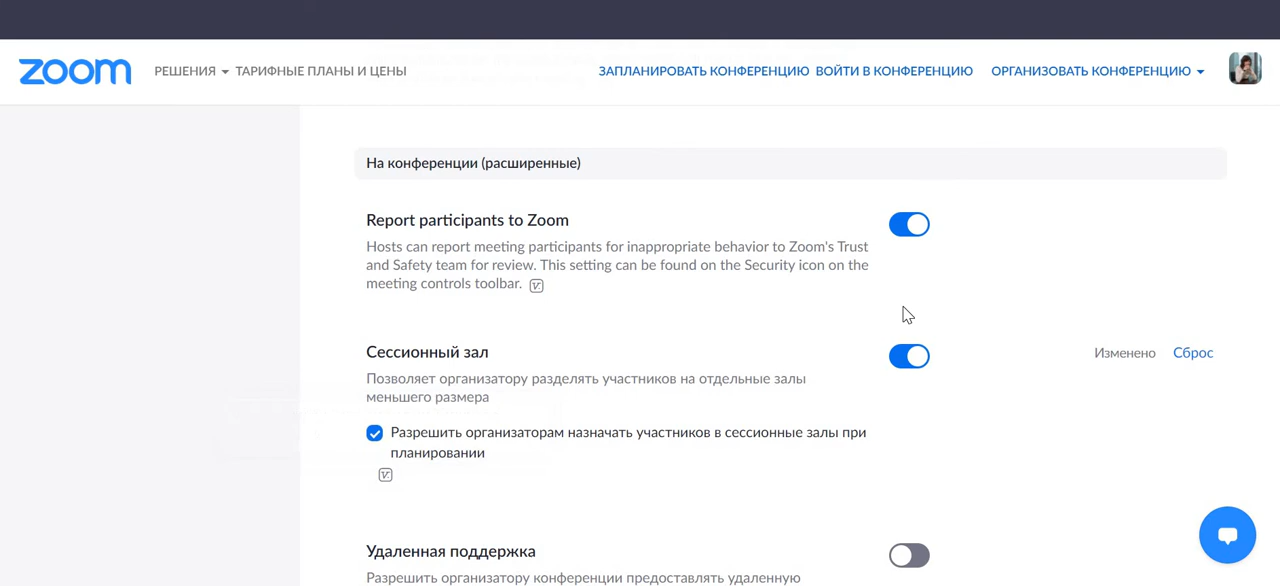 zoom РЕШЕНИЯ ТАРИФНЫЕ ПЛАНЫ И ЦЕНЫ ЗАПЛАНИРОВАТЬ КОНФЕРЕНЦИЮ ВОЙТИ В КОНФЕРЕНЦИЮ ОРГАНИЗОВАТЬ КОНФЕРЕНЦИЮ
На конференции (расширенные)
Report participants to Zoom
Hosts can report meeting participants for inappropriate behavior to Zoom's Trust
and Safety team for review. This setting can be found on the Security icon on the
meeting controls toolbar.
Сессионный зал Изменено Сброс
Позволяет организатору разделять участников на отдельные залы
меньшего размера
Разрешить организаторам назначать участников в сессионные залы при
планировании
Удаленная поддержка
Разрешить организатору конференции предоставлять удаленную